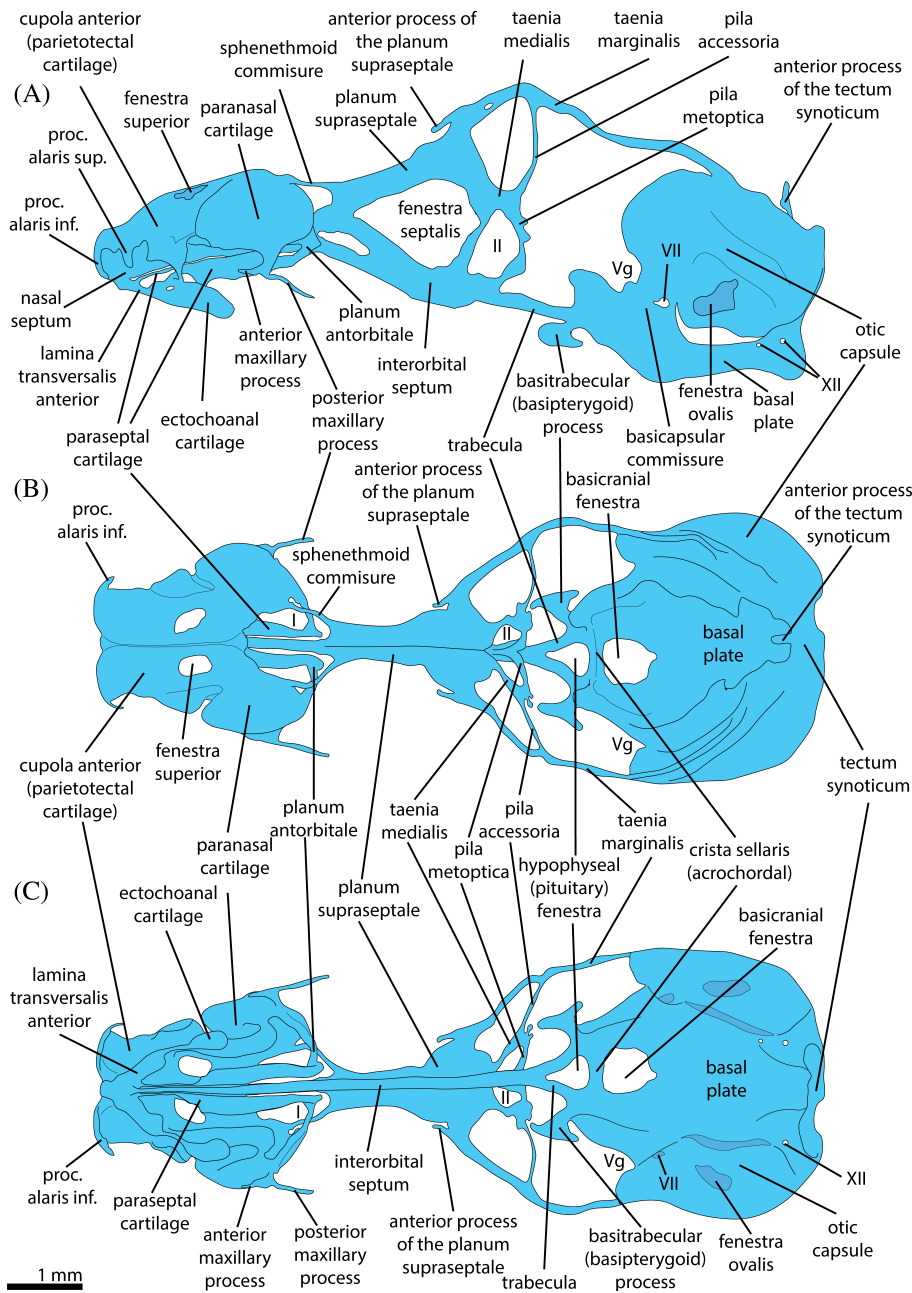 cupola anterior
(parietotectal
cartilage)
sphenethmoid
commisure
anterior process of
the planum
supraseptale
taenia
medialis
taenia
marginalis
pila
accessoria
anterior process
of the tectum
synoticum
(A)
fenestra
superior
paranasal
cartilage
planum
supraseptale
pila
metoptica
proc.
alaris sup.
proc.
alaris inf.
fenestra
septalis
II
Vg
VII
nasal
septum
lamina
transversalis
anterior
ectochoanal
cartilage
anterior
maxillary
process
planum
antorbitale
interorbital
septum
posterior
maxillary
process
basitrabecular
(basipterygoid)
process
fenestra
ovalis
basal
plate
XII
otic
capsule
paraseptal
cartilage
trabecula
basicapsular
commissure
(B)
proc.
alaris inf.
anterior process
of the planum
supraseptale
basicranial
fenestra
anterior process
of the tectum
synoticum
sphenethmoid
commisure
I
II
basal
plate
Vg
cupola anterior
(parietotectal
cartilage)
fenestra
superior
paranasal
cartilage
planum
antorbitale
planum
supraseptale
taenia
medialis
pila
metoptica
pila
accessoria
hypophyseal
(pituitary)
fenestra
taenia
marginalis
crista sellaris
(acrochordal)
tectum
synoticum
(C)
ectochoanal
cartilage
basicranial
fenestra
lamina
transversalis
anterior
I
II
basal
plate
Vg
VII
XII
proc.
alaris inf.
paraseptal
cartilage
anterior
maxillary
process
posterior
maxillary
process
interorbital
septum
anterior process
of the planum
supraseptale
trabecula
basitrabecular
(basipterygoid)
process
fenestra
ovalis
otic
capsule
1 mm